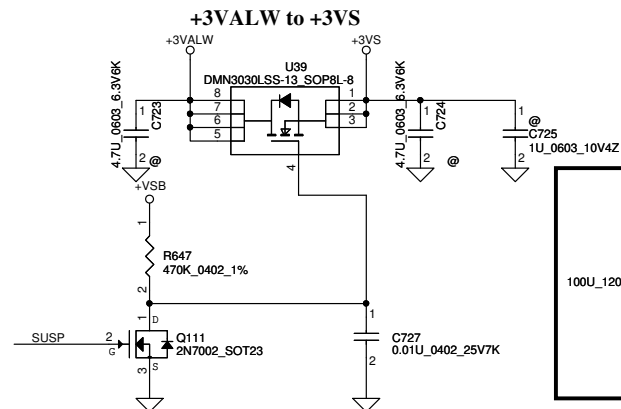 +3VALW to +3VS
+3VALW
+3VS
U39
DMN3030LSS-13_SOP8L-8
8
7
6
5
1
2
3
4
4.7U_0603_6.3V6K
C723
1
2
@
4.7U_0603_6.3V6K
C724
1
2
@
1
2
@
C725
1U_0603_10V4Z
+VSB
1
R647
470K_0402_1%
2
100U_120
SUSP
2
G
1
D
Q111
2N7002_SOT23
3
S
1
C727
0.01U_0402_25V7K
2